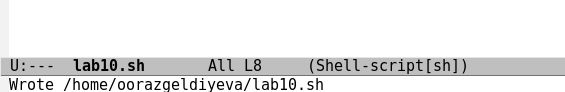 U:---  lab10.sh       All L8     (Shell-script[sh])
Wrote /home/oorazgeldiyeva/lab10.sh